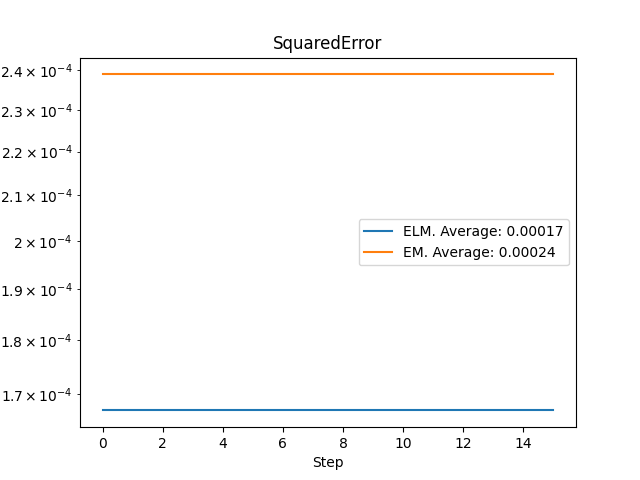 SquaredError
2.4 × 10⁻⁴
2.3 × 10⁻⁴
2.2 × 10⁻⁴
2.1 × 10⁻⁴
2 × 10⁻⁴
1.9 × 10⁻⁴
1.8 × 10⁻⁴
1.7 × 10⁻⁴
ELM. Average: 0.00017
EM. Average: 0.00024
0 2 4 6 8 10 12 14
Step